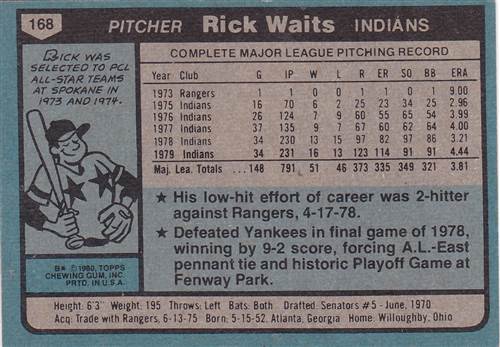 168 PITCHER Rick Waits INDIANS
RICK WAS
SELECTED TO PCL
ALL-STAR TEAMS
AT SPOKANE IN
1973 AND 1974.
COMPLETE MAJOR LEAGUE PITCHING RECORD
Year Club G IP W L R ER SO BB ERA
1973 Rangers 1 1 0 0 1 1 0 1 9.00
1975 Indians 16 70 6 2 25 23 34 25 2.96
1976 Indians 26 124 7 9 60 55 65 54 3.99
1977 Indians 37 135 9 7 67 60 62 64 4.00
1978 Indians 34 230 13 15 97 82 97 86 3.21
1979 Indians 34 231 16 13 123 114 91 91 4.44
Maj. Lea. Totals .. 148 791 51 46 373 335 349 321 3.81
★ His low-hit effort of career was 2-hitter
against Rangers, 4-17-78.
★ Defeated Yankees in final game of 1978,
winning by 9-2 score, forcing A.L.-East
pennant tie and historic Playoff Game at
Fenway Park.
B* ©1980, TOPPS
CHEWING GUM, INC.
PRTD. IN U.S.A.
Height: 6'3" Weight: 195 Throws: Left Bats: Both Drafted: Senators #5 - June, 1970
Acq: Trade with Rangers, 6-13-75 Born: 5-15-52, Atlanta, Georgia Home: Willoughby, Ohio